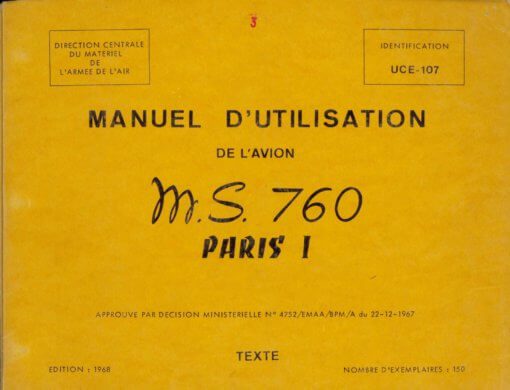 3
DIRECTION CENTRALE
DU MATERIEL
DE
L'ARMEE DE L'AIR
IDENTIFICATION
UCE-107
MANUEL D'UTILISATION
DE L'AVION
M.S. 760
PARIS I
APPROUVE PAR DECISION MINISTERIELLE N° 4752/EMAA/BPM/A du 22-12-1967
TEXTE
EDITION : 1968
NOMBRE D'EXEMPLAIRES : 150